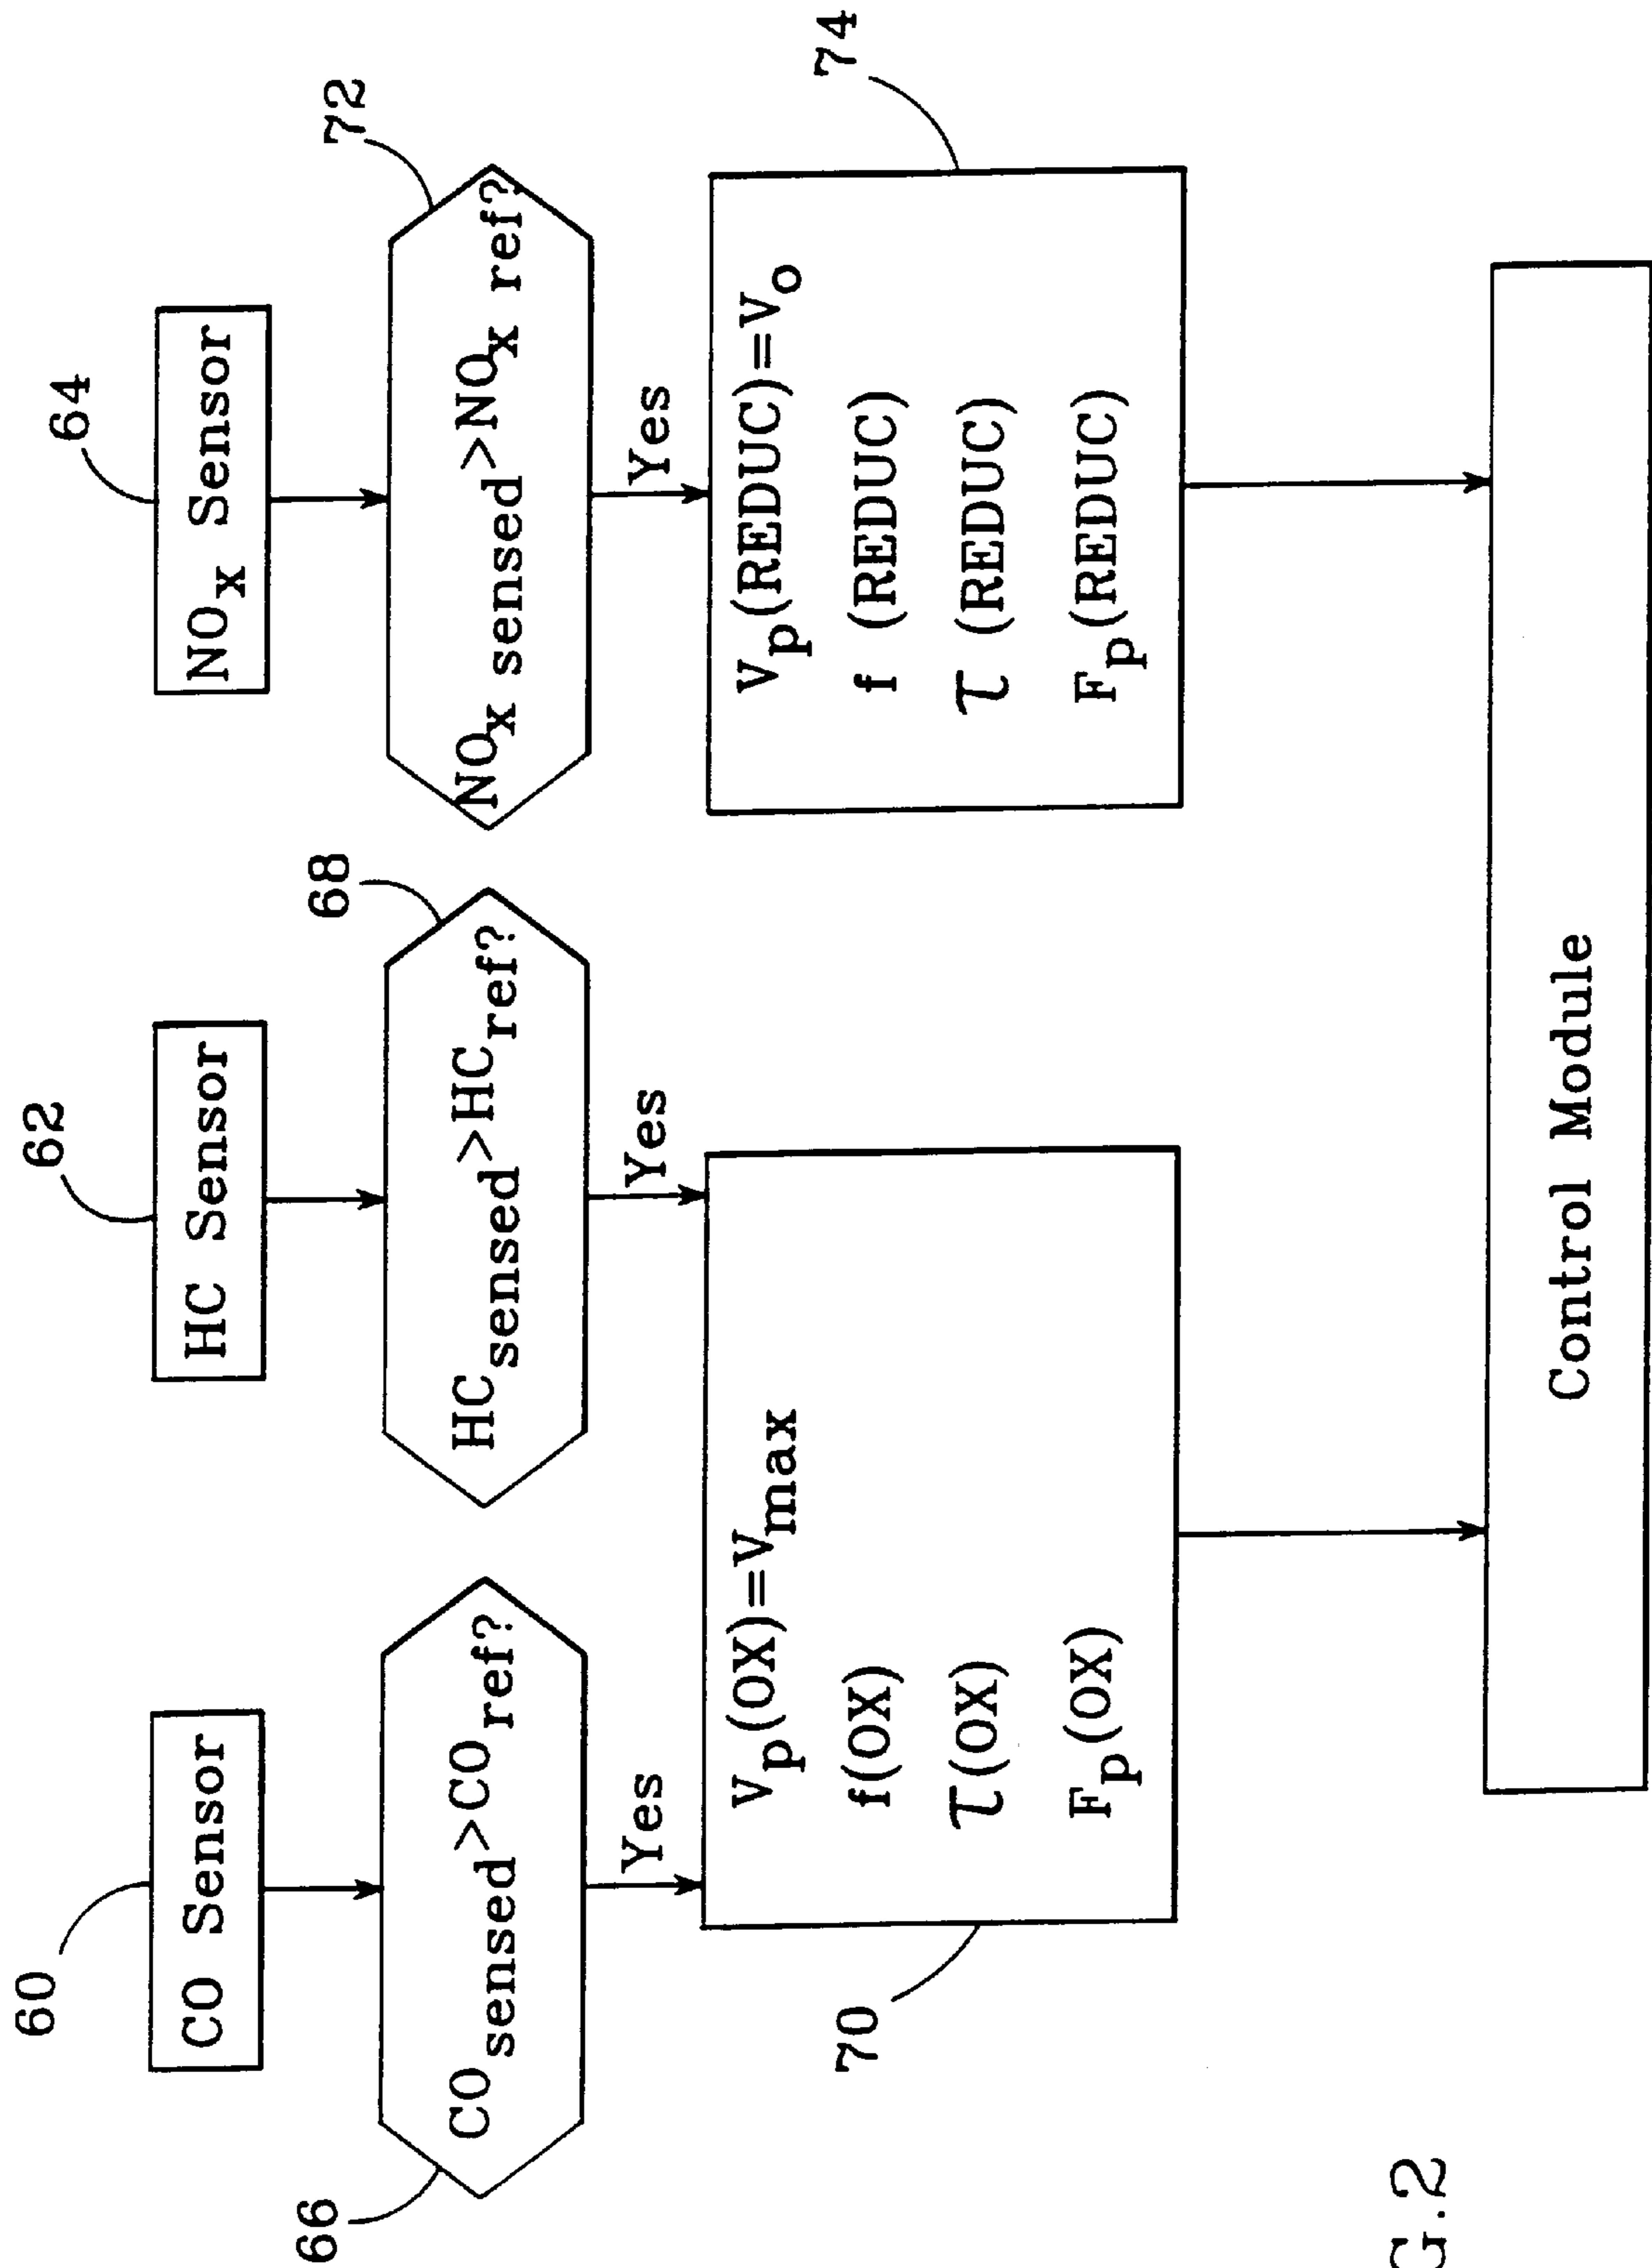 60
62
64
CO Sensor
HC Sensor
NOx Sensor
66
68
72
COsensed>COref?
HCsensed>HCref?
NOx sensed>NOx ref?
Yes
Yes
Yes
70
74
Vp(OX)=Vmax
f(OX)
τ(OX)
Fp(OX)
Vp(REDUC)=Vo
f (REDUC)
τ (REDUC)
Fp(REDUC)
Control Module
G.2